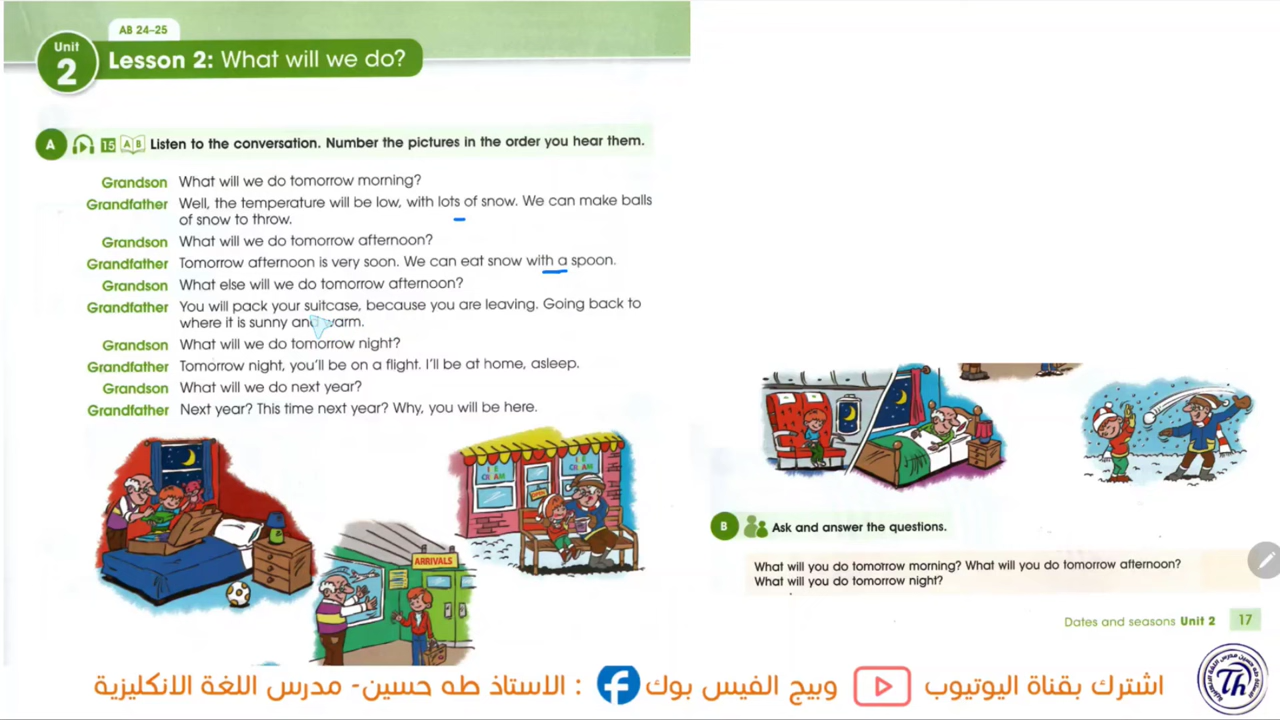 AB 24–25
Unit
2
Lesson 2: What will we do?
A 15 AB Listen to the conversation. Number the pictures in the order you hear them.
Grandson What will we do tomorrow morning?
Grandfather Well, the temperature will be low, with lots of snow. We can make balls
of snow to throw.
Grandson What will we do tomorrow afternoon?
Grandfather Tomorrow afternoon is very soon. We can eat snow with a spoon.
Grandson What else will we do tomorrow afternoon?
Grandfather You will pack your suitcase, because you are leaving. Going back to
where it is sunny and warm.
Grandson What will we do tomorrow night?
Grandfather Tomorrow night, you'll be on a flight. I'll be at home, asleep.
Grandson What will we do next year?
Grandfather Next year? This time next year? Why, you will be here.
OPEN
ARRIVALS
B Ask and answer the questions.
What will you do tomorrow morning? What will you do tomorrow afternoon?
What will you do tomorrow night?
Dates and seasons Unit 2 17
اشترك بقناة اليوتيوب وبيج الفيس بوك : الاستاذ طه حسين- مدرس اللغة الانكليزية
Th